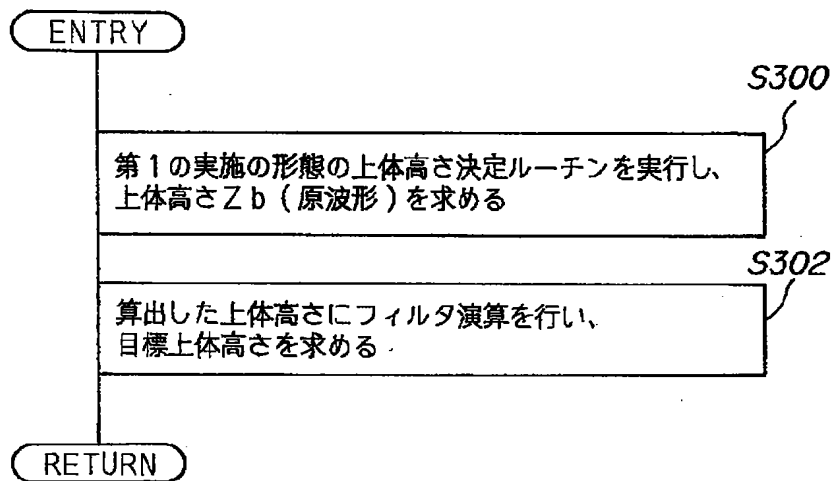 ENTRY
S300
第1の実施の形態の上体高さ決定ルーチンを実行し、
上体高さZb(原波形)を求める
S302
算出した上体高さにフィルタ演算を行い、
目標上体高さを求める
RETURN